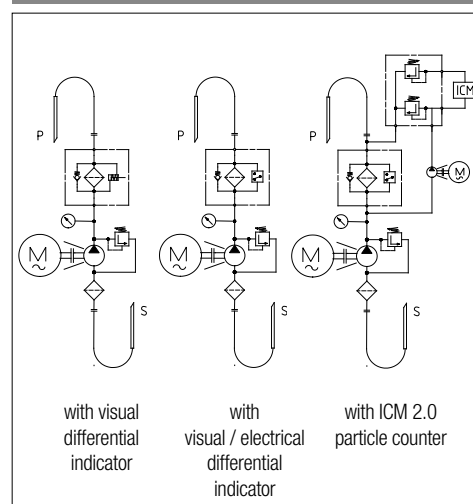 ICM
P
P
P
M
M
M
M
S
S
S
with visual
differential
indicator
with
visual / electrical
differential
indicator
with ICM 2.0
particle counter